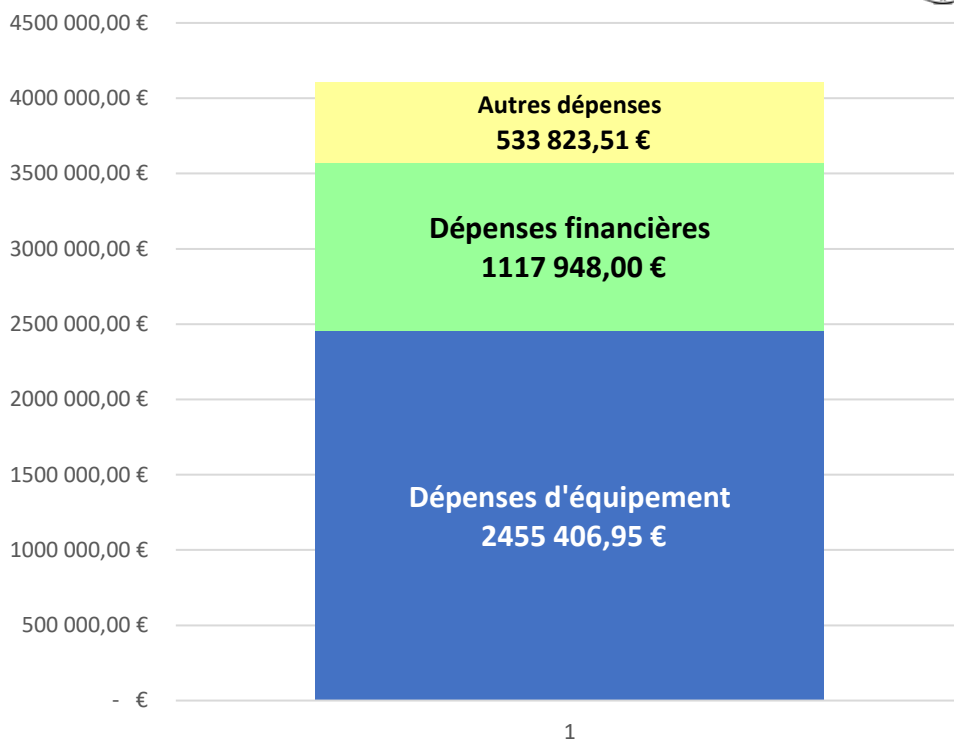 4500 000,00 €
4000 000,00 €
3500 000,00 €
3000 000,00 €
2500 000,00 €
2000 000,00 €
1500 000,00 €
1000 000,00 €
500 000,00 €
- €
Autres dépenses
533 823,51 €
Dépenses financières
1117 948,00 €
Dépenses d'équipement
2455 406,95 €
1